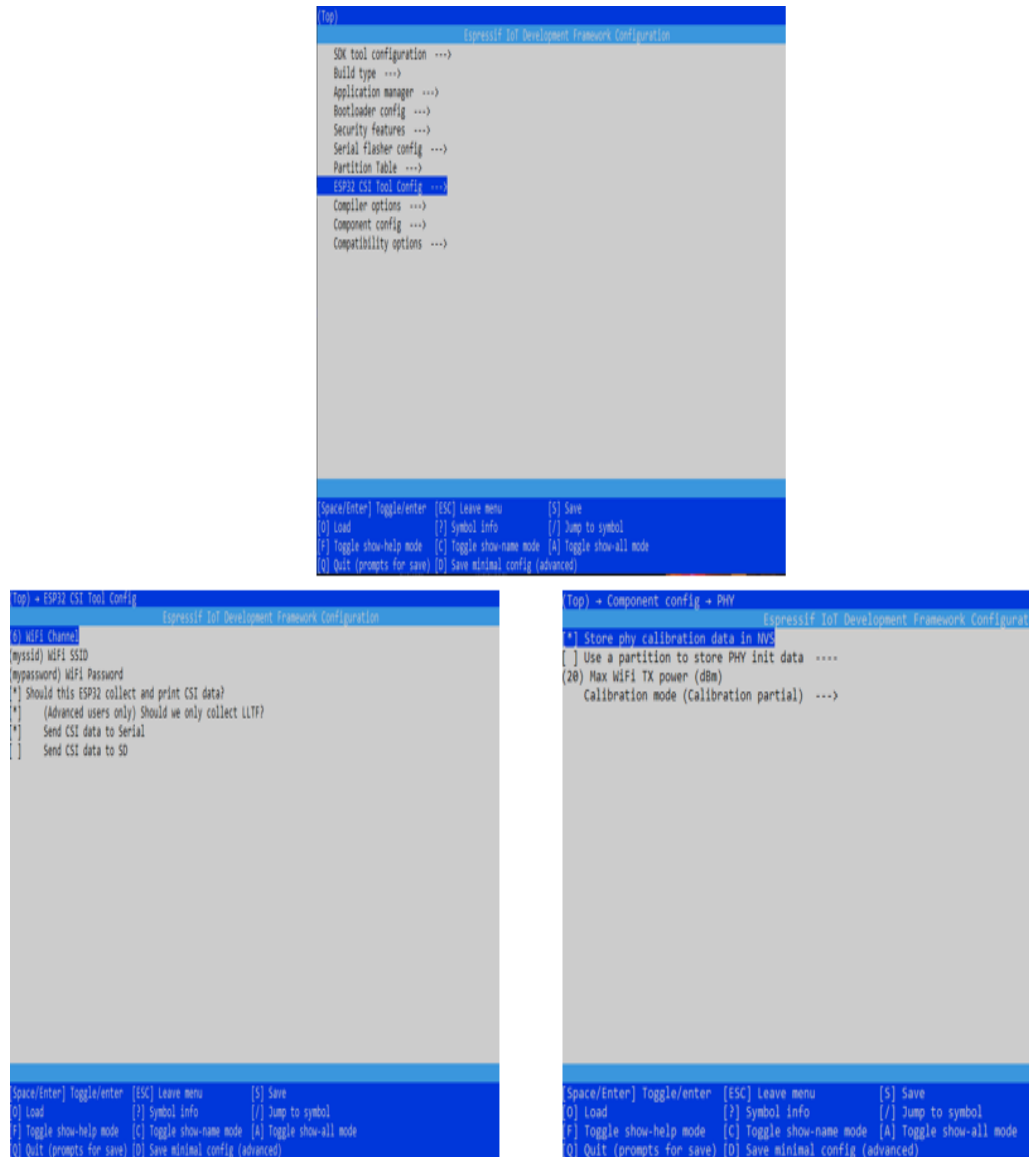 (Top)
Espressif IoT Development Framework Configuration
SDK tool configuration --->
Build type --->
Application manager --->
Bootloader config --->
Security features --->
Serial flasher config --->
Partition Table --->
ESP32 CSI Tool Config --->
Compiler options --->
Component config --->
Compatibility options --->
[Space/Enter] Toggle/enter [ESC] Leave menu [S] Save
[O] Load [?] Symbol info [/] Jump to symbol
[F] Toggle show-help mode [C] Toggle show-name mode [A] Toggle show-all mode
[Q] Quit (prompts for save) [D] Save minimal config (advanced)
(Top) → ESP32 CSI Tool Config
Espressif IoT Development Framework Configuration
(6) WiFi Channel
(myssid) WiFi SSID
(mypassword) WiFi Password
[*] Should this ESP32 collect and print CSI data?
[*] (Advanced users only) Should we only collect LLTF?
[*] Send CSI data to Serial
[ ] Send CSI data to SD
[Space/Enter] Toggle/enter [ESC] Leave menu [S] Save
[O] Load [?] Symbol info [/] Jump to symbol
[F] Toggle show-help mode [C] Toggle show-name mode [A] Toggle show-all mode
[Q] Quit (prompts for save) [D] Save minimal config (advanced)
(Top) → Component config → PHY
Espressif IoT Development Framework Configurat
[*] Store phy calibration data in NVS
[ ] Use a partition to store PHY init data ----
(20) Max WiFi TX power (dBm)
Calibration mode (Calibration partial) --->
[Space/Enter] Toggle/enter [ESC] Leave menu [S] Save
[O] Load [?] Symbol info [/] Jump to symbol
[F] Toggle show-help mode [C] Toggle show-name mode [A] Toggle show-all mode
[Q] Quit (prompts for save) [D] Save minimal config (advanced)